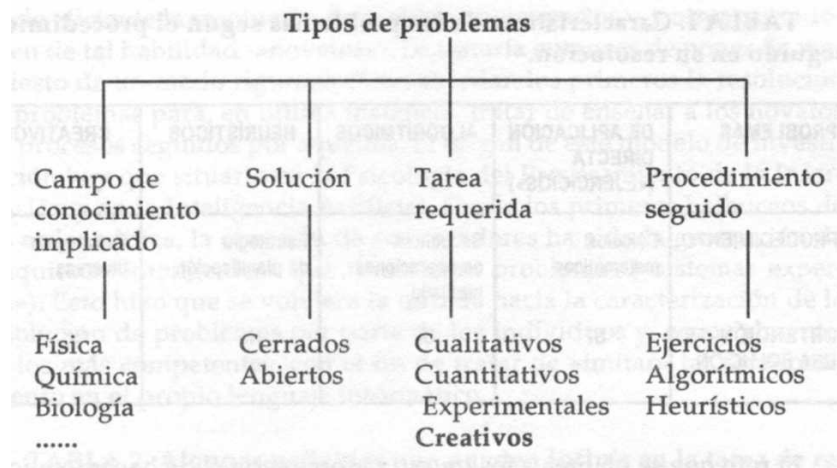 Tipos de problemas
Campo de conocimiento implicado
Solución
Tarea requerida
Procedimiento seguido
Física
Química
Biología
......
Cerrados
Abiertos
Cualitativos
Cuantitativos
Experimentales
Creativos
Ejercicios
Algorítmicos
Heurísticos